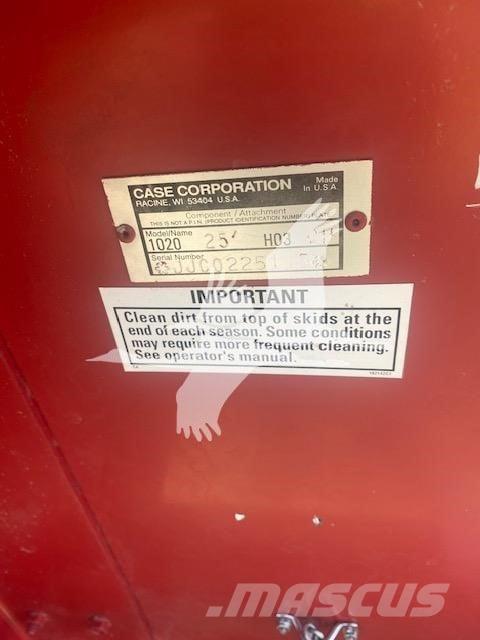 CASE CORPORATION
RACINE, WI 53404 U.S.A.
Made
in U.S.A.
Component / Attachment
THIS IS NOT A P.I.N. (PRODUCT IDENTIFICATION NUMBER) PLATE
Model/Name
1020 25' H03
Serial Number
IMPORTANT
Clean dirt from top of skids at the
end of each season. Some conditions
may require more frequent cleaning.
See operator's manual.
MASCUS